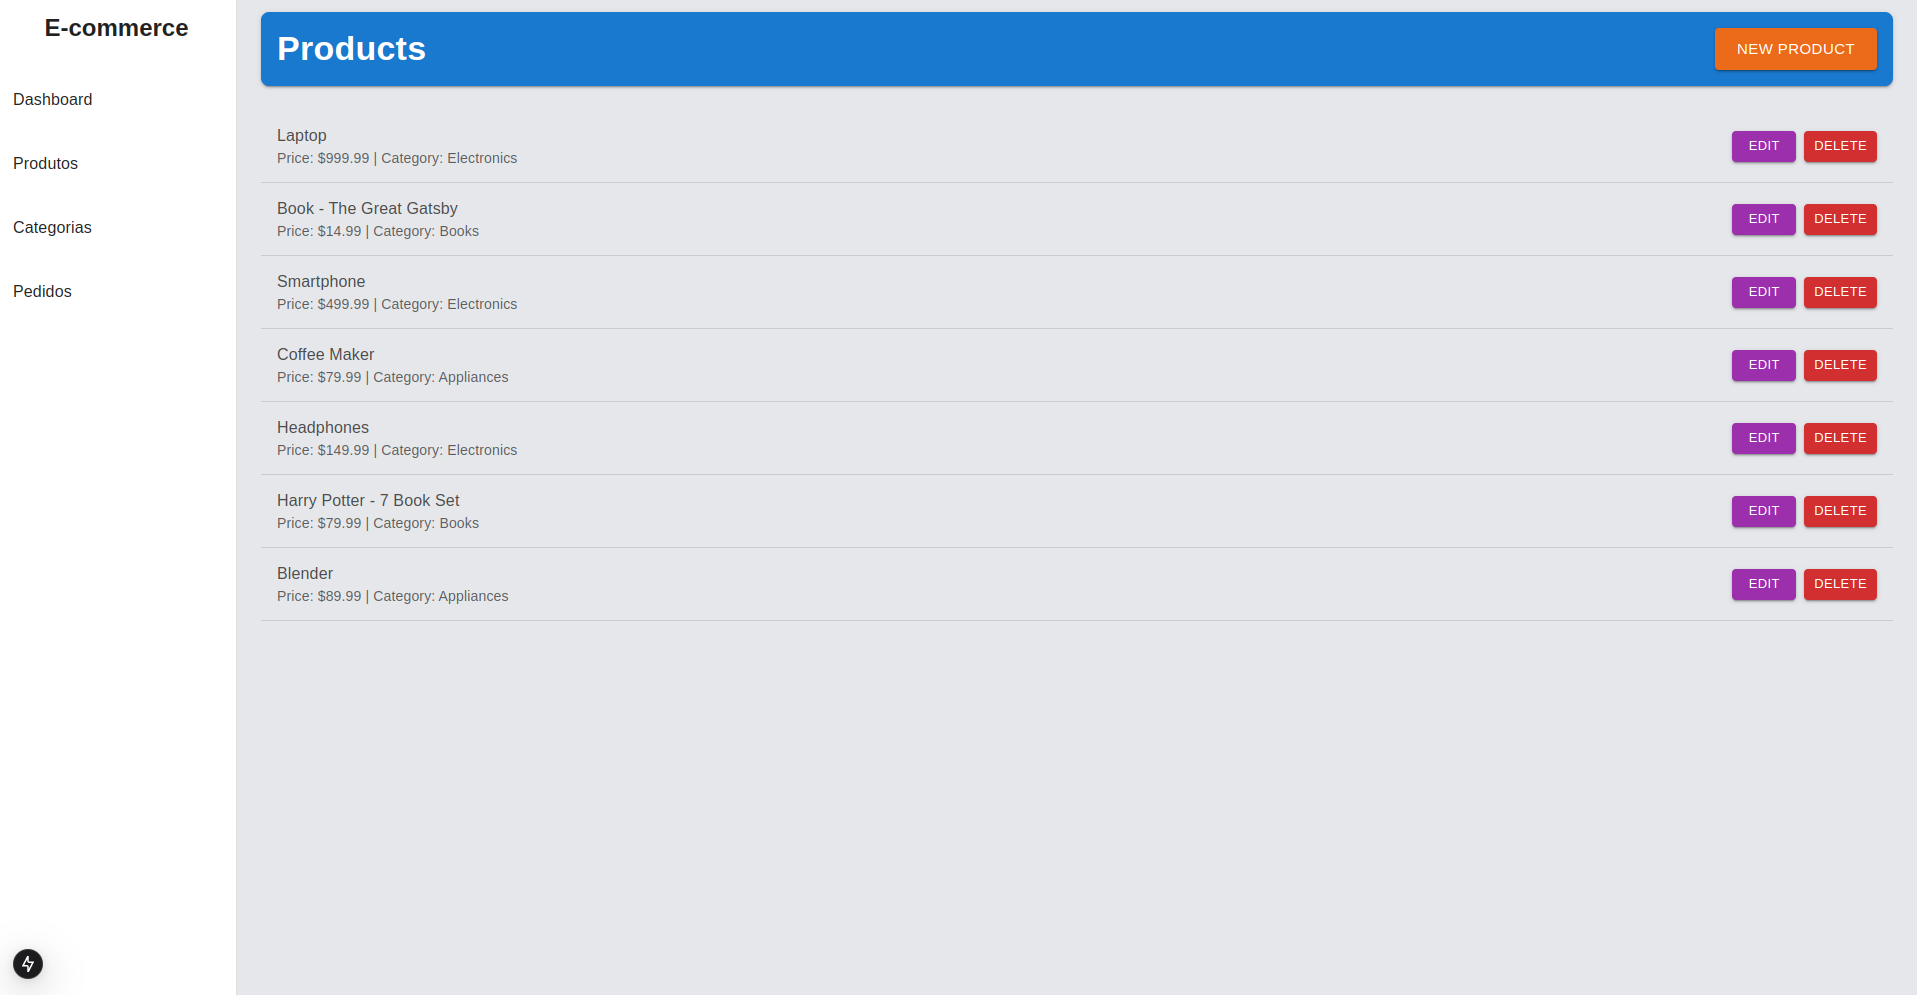 E-commerce
Dashboard
Produtos
Categorias
Pedidos
Products
NEW PRODUCT
Laptop
Price: $999.99 | Category: Electronics
EDIT DELETE
Book - The Great Gatsby
Price: $14.99 | Category: Books
EDIT DELETE
Smartphone
Price: $499.99 | Category: Electronics
EDIT DELETE
Coffee Maker
Price: $79.99 | Category: Appliances
EDIT DELETE
Headphones
Price: $149.99 | Category: Electronics
EDIT DELETE
Harry Potter - 7 Book Set
Price: $79.99 | Category: Books
EDIT DELETE
Blender
Price: $89.99 | Category: Appliances
EDIT DELETE